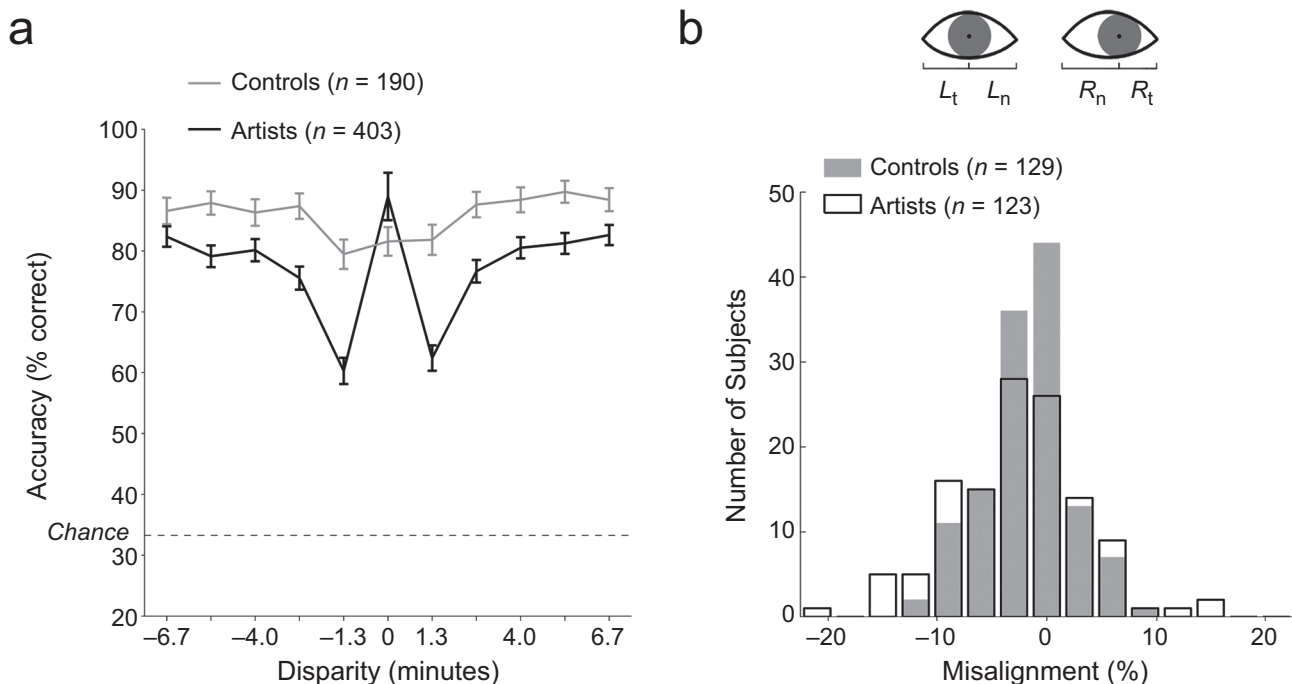 a
Controls (n = 190)
Artists (n = 403)
Accuracy (% correct)
100
90
80
70
60
50
40
Chance
30
20
–6.7 –4.0 –1.3 0 1.3 4.0 6.7
Disparity (minutes)
b
Lt Ln Rn Rt
Controls (n = 129)
Artists (n = 123)
Number of Subjects
50
40
30
20
10
0
–20 –10 0 10 20
Misalignment (%)